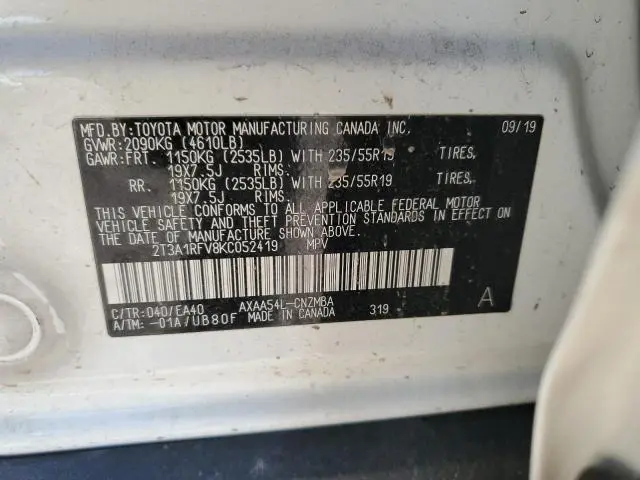 MFD.BY:TOYOTA MOTOR MANUFACTURING CANADA INC. 09/19
GVWR:2090KG (4610LB)
GAWR:FRT. 1150KG (2535LB) WITH 235/55R19 TIRES,
19X7.5J RIMS.
RR. 1150KG (2535LB) WITH 235/55R19 TIRES,
19X7.5J RIMS.
THIS VEHICLE CONFORMS TO ALL APPLICABLE FEDERAL MOTOR
VEHICLE SAFETY AND THEFT PREVENTION STANDARDS IN EFFECT ON
THE DATE OF MANUFACTURE SHOWN ABOVE.
2T3A1RFV8KC052419 MPV
C/TR:040/EA40 AXAA54L-CNZMBA 319 A
A/TM:-01A/UB80F MADE IN CANADA